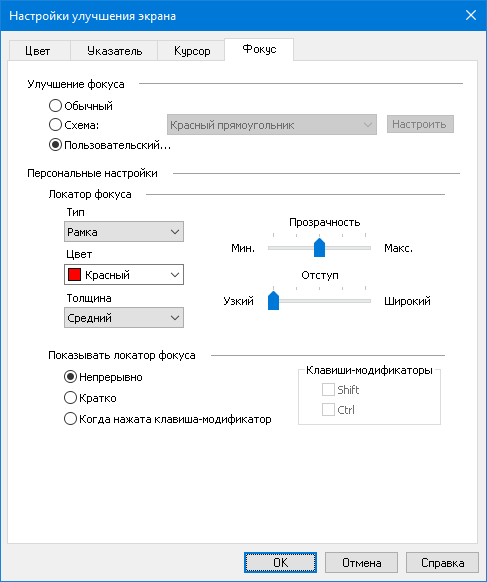 Настройки улучшения экрана
Цвет Указатель Курсор Фокус
Улучшение фокуса
Обычный
Схема: Красный прямоугольник Настроить
Пользовательский...
Персональные настройки
Локатор фокуса
Тип
Рамка
Цвет
Красный
Толщина
Средний
Прозрачность
Мин. Макс.
Отступ
Узкий Широкий
Показывать локатор фокуса
Непрерывно
Кратко
Когда нажата клавиша-модификатор
Клавиши-модификаторы
Shift
Ctrl
OK Отмена Справка